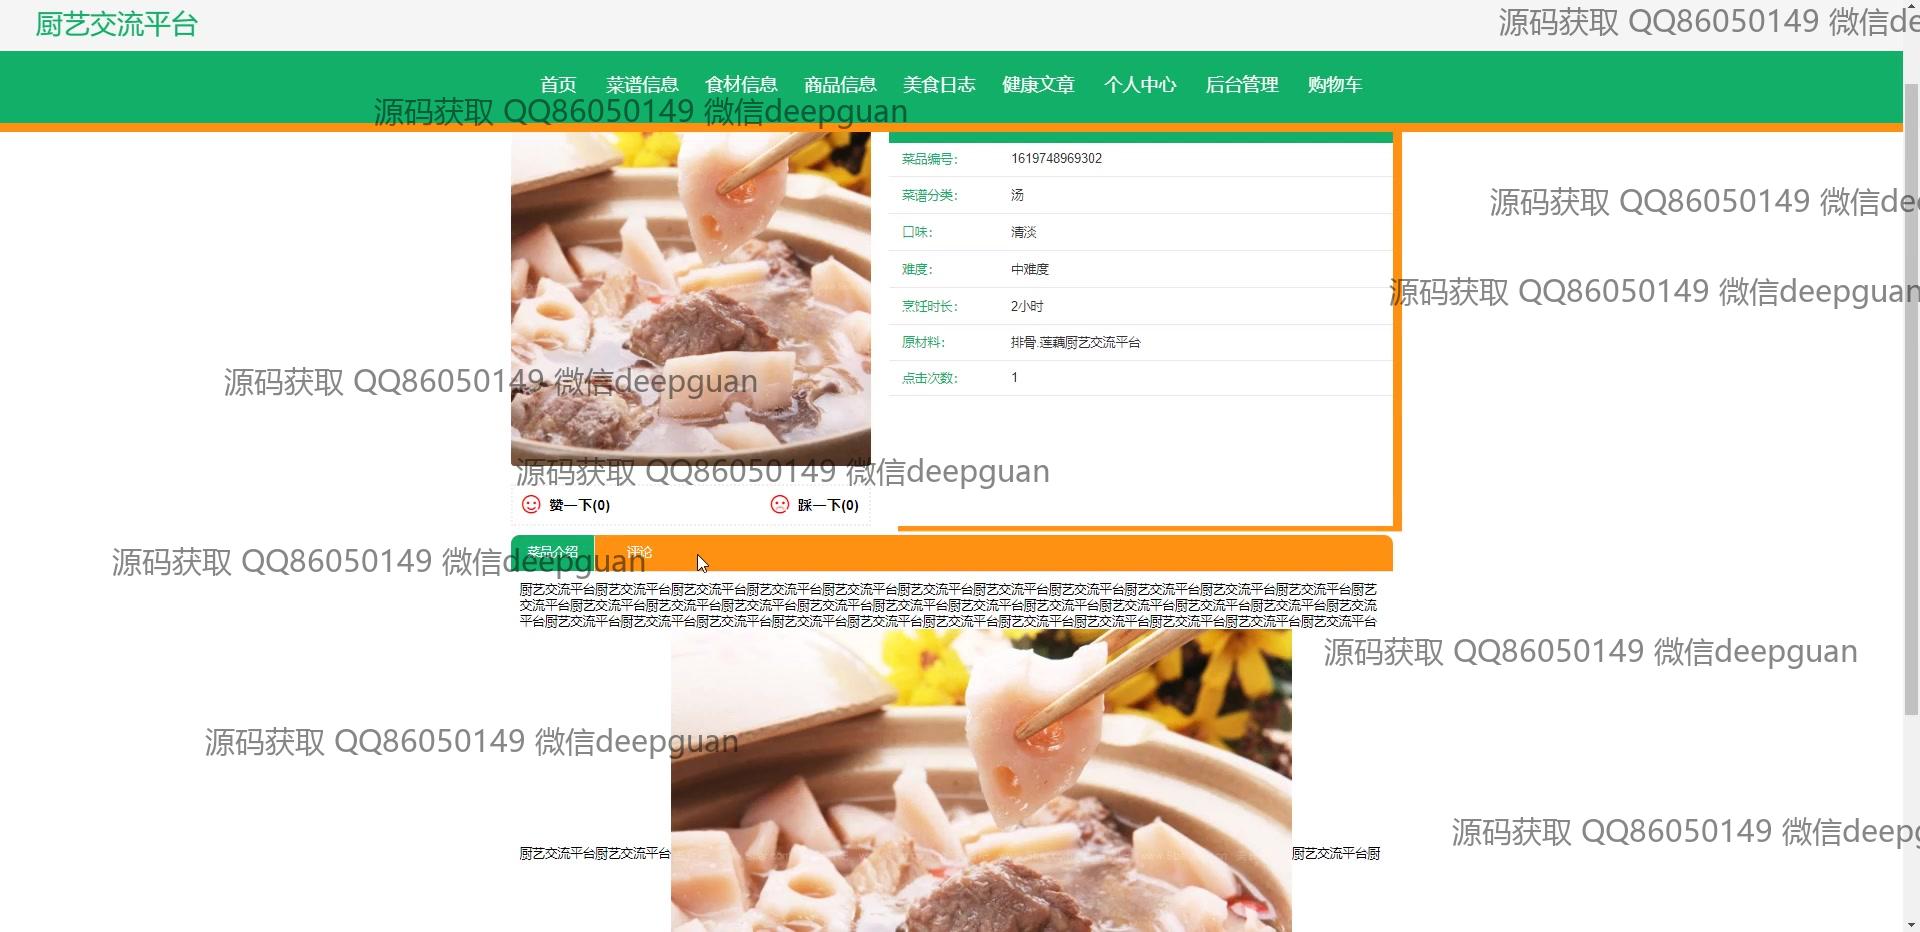 厨艺交流平台
源码获取 QQ86050149 微信de
首页 菜谱信息 食材信息 商品信息 美食日志 健康文章 个人中心 后台管理 购物车
源码获取 QQ86050149 微信deepguan
菜品编号： 1619748969302
菜谱分类： 汤
源码获取 QQ86050149 微信dee
口味： 清淡
难度： 中难度
源码获取 QQ86050149 微信deepguan
烹饪时长： 2小时
原材料： 排骨.莲藕厨艺交流平台
点击次数： 1
源码获取 QQ86050149 微信deepguan
源码获取 QQ86050149 微信deepguan
赞一下(0) 踩一下(0)
菜品介绍 评论
源码获取 QQ86050149 微信deepguan
厨艺交流平台厨艺交流平台厨艺交流平台厨艺交流平台厨艺交流平台厨艺交流平台厨艺交流平台厨艺交流平台厨艺交流平台厨艺交流平台厨艺交流平台厨艺
交流平台厨艺交流平台厨艺交流平台厨艺交流平台厨艺交流平台厨艺交流平台厨艺交流平台厨艺交流平台厨艺交流平台厨艺交流平台厨艺交流平台厨艺交流
平台厨艺交流平台厨艺交流平台厨艺交流平台厨艺交流平台厨艺交流平台厨艺交流平台厨艺交流平台厨艺交流平台厨艺交流平台厨艺交流平台厨艺交流平台
源码获取 QQ86050149 微信deepguan
源码获取 QQ86050149 微信deepguan
源码获取 QQ86050149 微信deepg
厨艺交流平台厨艺交流平台 厨艺交流平台厨